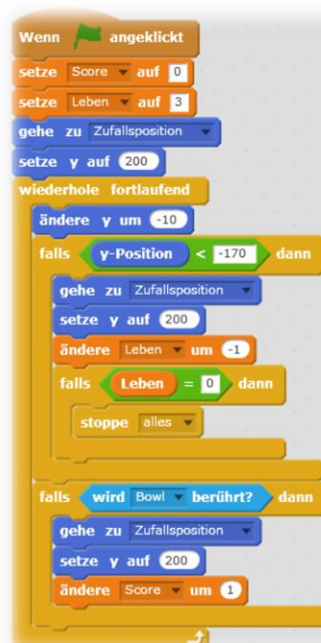 Wenn angeklickt
setze Score auf 0
setze Leben auf 3
gehe zu Zufallsposition
setze y auf 200
wiederhole fortlaufend
ändere y um -10
falls y-Position < -170 dann
gehe zu Zufallsposition
setze y auf 200
ändere Leben um -1
falls Leben = 0 dann
stoppe alles
falls wird Bowl berührt? dann
gehe zu Zufallsposition
setze y auf 200
ändere Score um 1